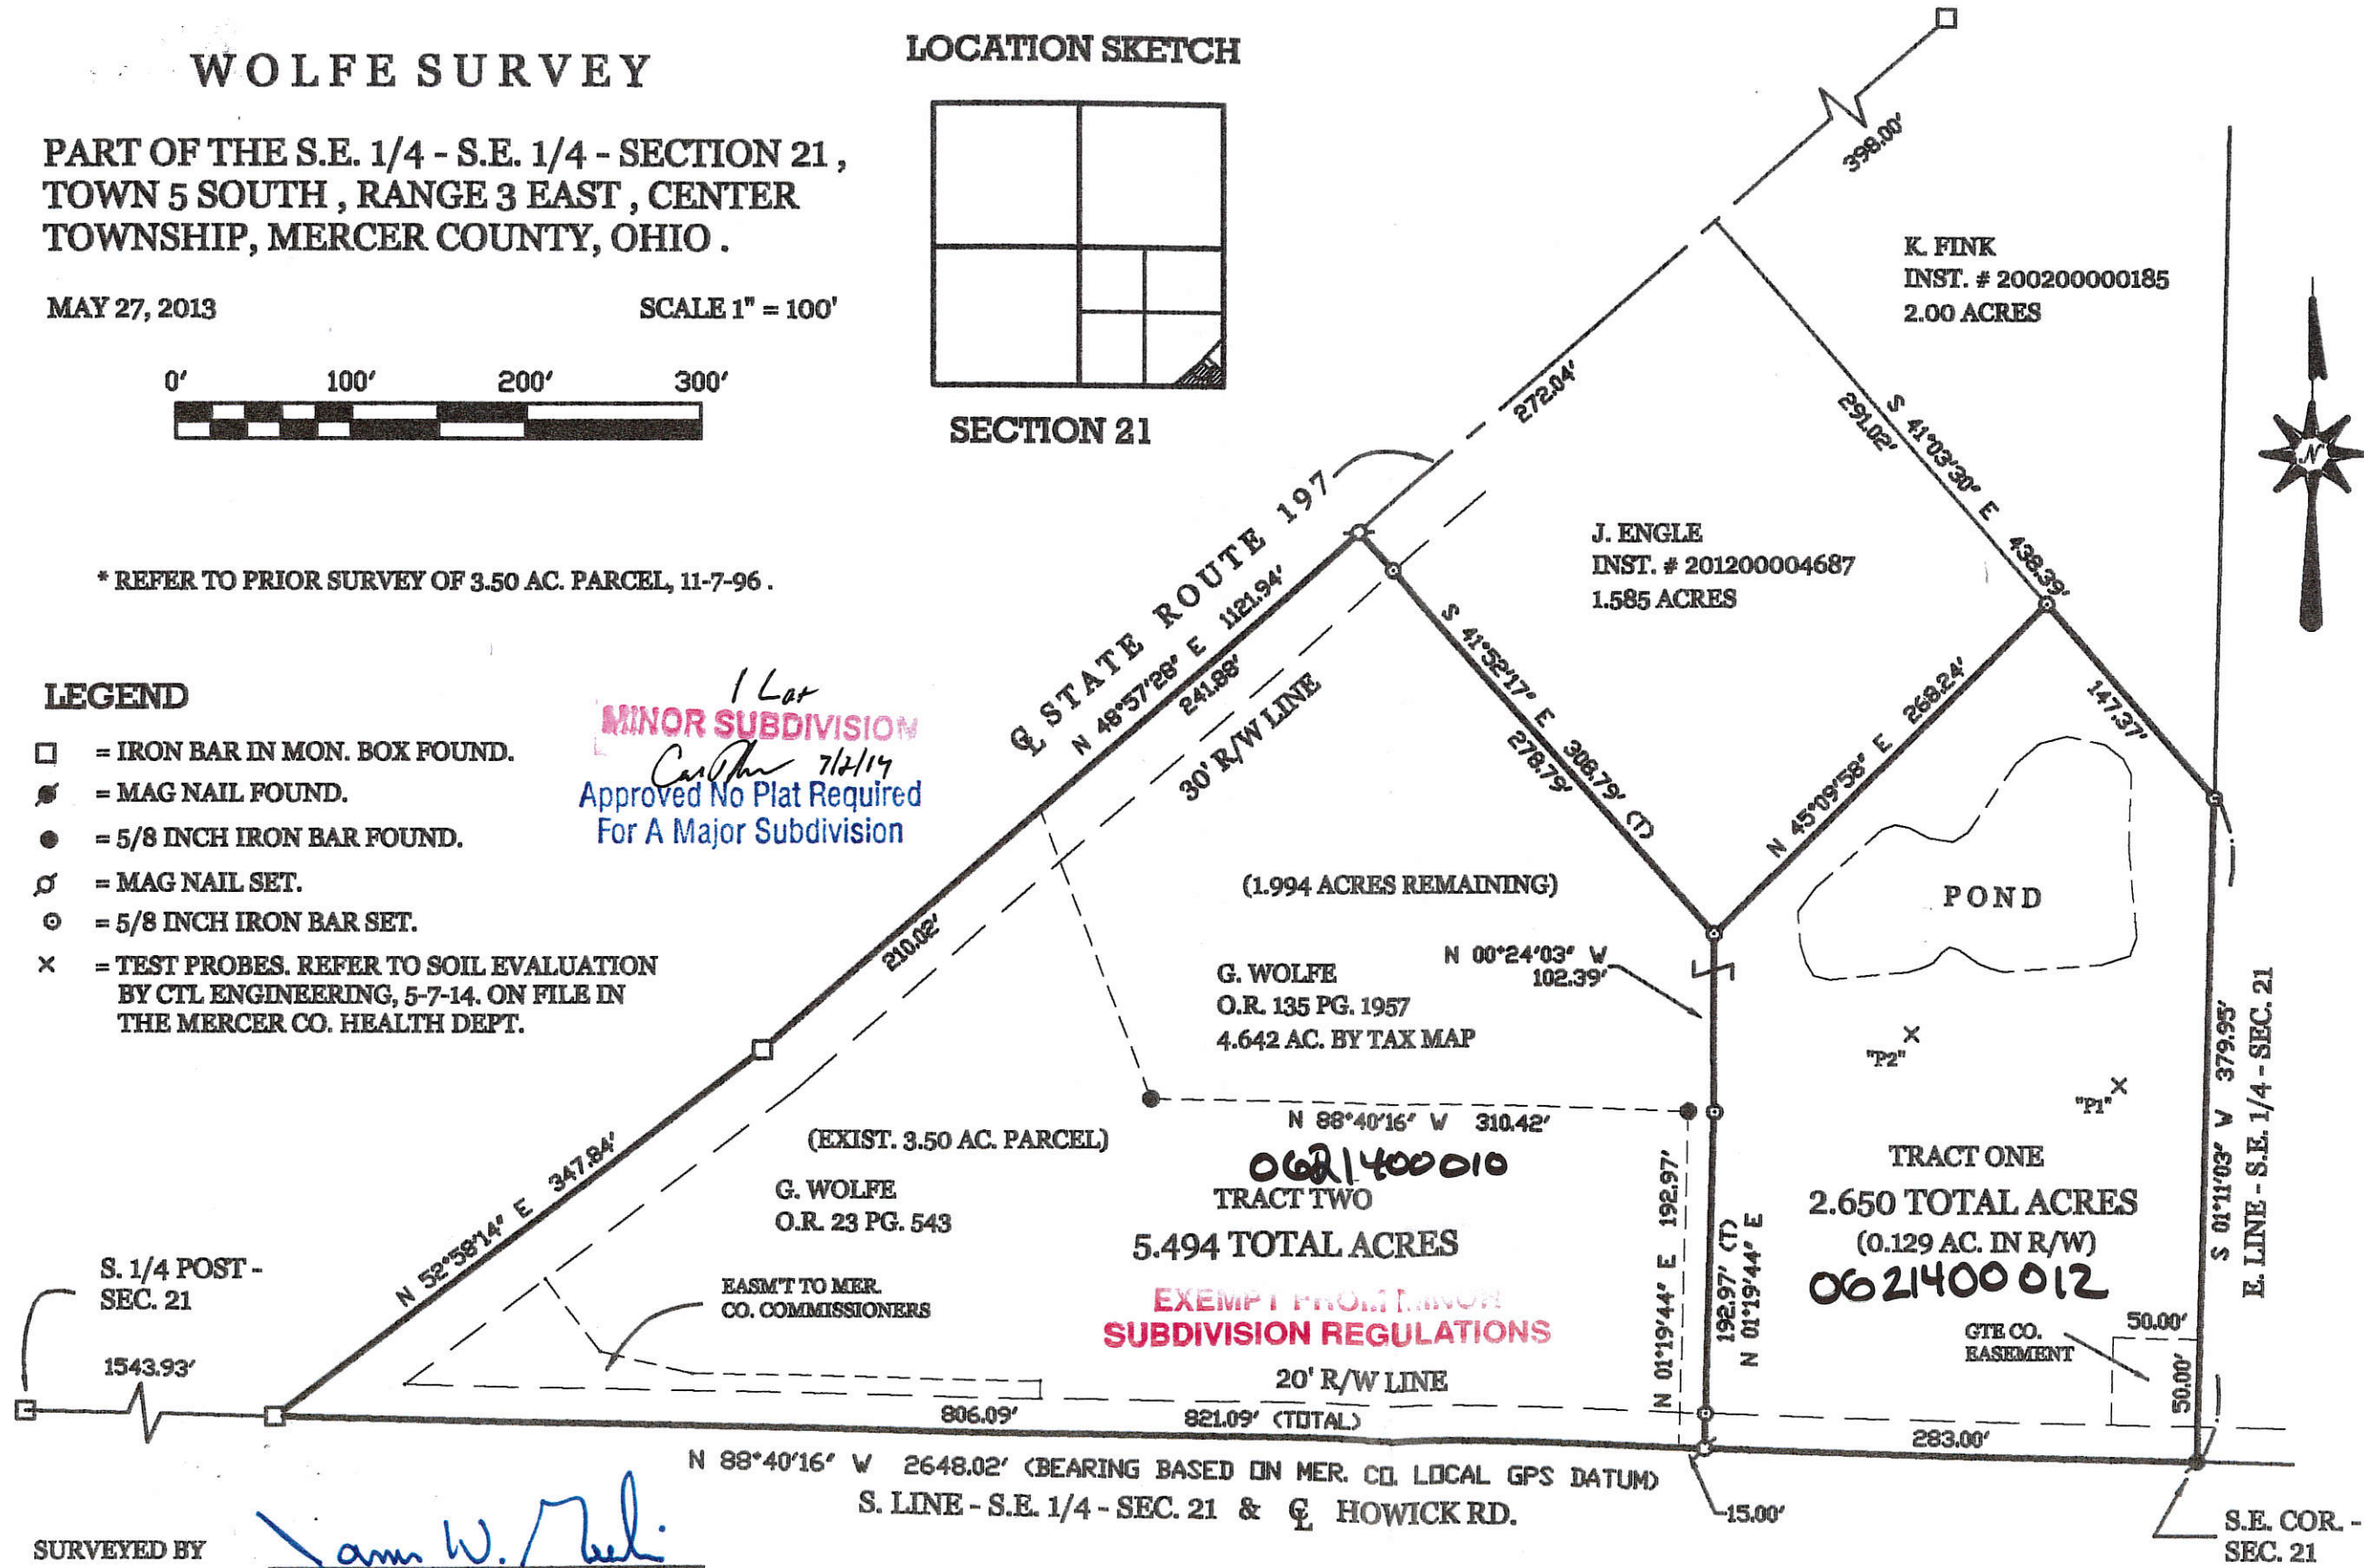 WOLFE SURVEY
PART OF THE S.E. 1/4 - S.E. 1/4 - SECTION 21 ,
TOWN 5 SOUTH , RANGE 3 EAST , CENTER
TOWNSHIP, MERCER COUNTY, OHIO .
MAY 27, 2013
SCALE 1" = 100'
0' 100' 200' 300'
LOCATION SKETCH
SECTION 21
* REFER TO PRIOR SURVEY OF 3.50 AC. PARCEL, 11-7-96 .
LEGEND
= IRON BAR IN MON. BOX FOUND.
= MAG NAIL FOUND.
= 5/8 INCH IRON BAR FOUND.
= MAG NAIL SET.
= 5/8 INCH IRON BAR SET.
× = TEST PROBES. REFER TO SOIL EVALUATION
BY CTL ENGINEERING, 5-7-14. ON FILE IN
THE MERCER CO. HEALTH DEPT.
1 Lot
MINOR SUBDIVISION
7/2/14
Approved No Plat Required
For A Major Subdivision
398.00'
K. FINK
INST. # 200200000185
2.00 ACRES
272.04'
S 41°03'30" E 438.39'
291.02'
N
J. ENGLE
INST. # 201200004687
1.585 ACRES
℄ STATE ROUTE 197
N 48°57'28" E 1121.94'
241.88'
30' R/W LINE
S 41°52'17" E 308.79' (T)
278.79'
N 45°09'58" E 268.24'
147.37'
210.02'
(1.994 ACRES REMAINING)
POND
N 00°24'03" W
102.39'
G. WOLFE
O.R. 135 PG. 1957
4.642 AC. BY TAX MAP
"P2"
"P1"
S 01°11'03" W 379.95'
E. LINE - S.E. 1/4 - SEC. 21
N 52°58'14" E 347.84'
(EXIST. 3.50 AC. PARCEL)
G. WOLFE
O.R. 23 PG. 543
N 88°40'16" W 310.42'
0621400010
TRACT TWO
5.494 TOTAL ACRES
EXEMPT FROM MINOR
SUBDIVISION REGULATIONS
N 01°19'44" E 192.97'
192.97' (T)
N 01°19'44" E
TRACT ONE
2.650 TOTAL ACRES
(0.129 AC. IN R/W)
0621400012
GTE CO.
EASEMENT
50.00'
50.00'
S. 1/4 POST -
SEC. 21
1543.93'
EASM'T TO MER.
CO. COMMISSIONERS
20' R/W LINE
806.09'
821.09' (TOTAL)
283.00'
N 88°40'16" W 2648.02' (BEARING BASED ON MER. CO. LOCAL GPS DATUM)
S. LINE - S.E. 1/4 - SEC. 21 & ℄ HOWICK RD.
15.00'
S.E. COR. -
SEC. 21
SURVEYED BY